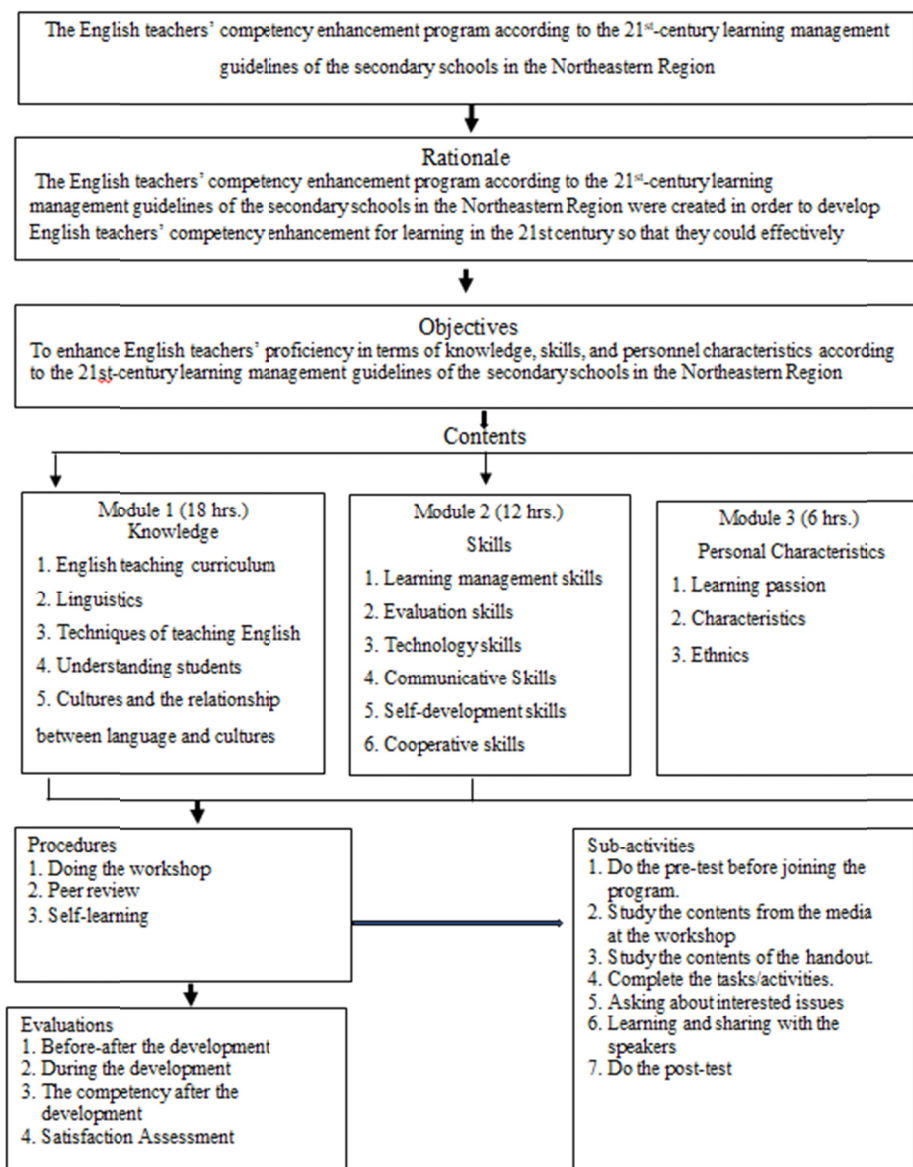 The English teachers’ competency enhancement program according to the 21st-century learning management
guidelines of the secondary schools in the Northeastern Region
Rationale
The English teachers’ competency enhancement program according to the 21st-century learning
management guidelines of the secondary schools in the Northeastern Region were created in order to develop
English teachers’ competency enhancement for learning in the 21st century so that they could effectively
Objectives
To enhance English teachers’ proficiency in terms of knowledge, skills, and personnel characteristics according
to the 21st-century learning management guidelines of the secondary schools in the Northeastern Region
Contents
Module 1 (18 hrs.)
Knowledge
1. English teaching curriculum
2. Linguistics
3. Techniques of teaching English
4. Understanding students
5. Cultures and the relationship
between language and cultures
Module 2 (12 hrs.)
Skills
1. Learning management skills
2. Evaluation skills
3. Technology skills
4. Communicative Skills
5. Self-development skills
6. Cooperative skills
Module 3 (6 hrs.)
Personal Characteristics
1. Learning passion
2. Characteristics
3. Ethnics
Procedures
1. Doing the workshop
2. Peer review
3. Self-learning
Sub-activities
1. Do the pre-test before joining the
program.
2. Study the contents from the media
at the workshop
3. Study the contents of the handout.
4. Complete the tasks/activities.
5. Asking about interested issues
6. Learning and sharing with the
speakers
7. Do the post-test
Evaluations
1. Before-after the development
2. During the development
3. The competency after the
development
4. Satisfaction Assessment